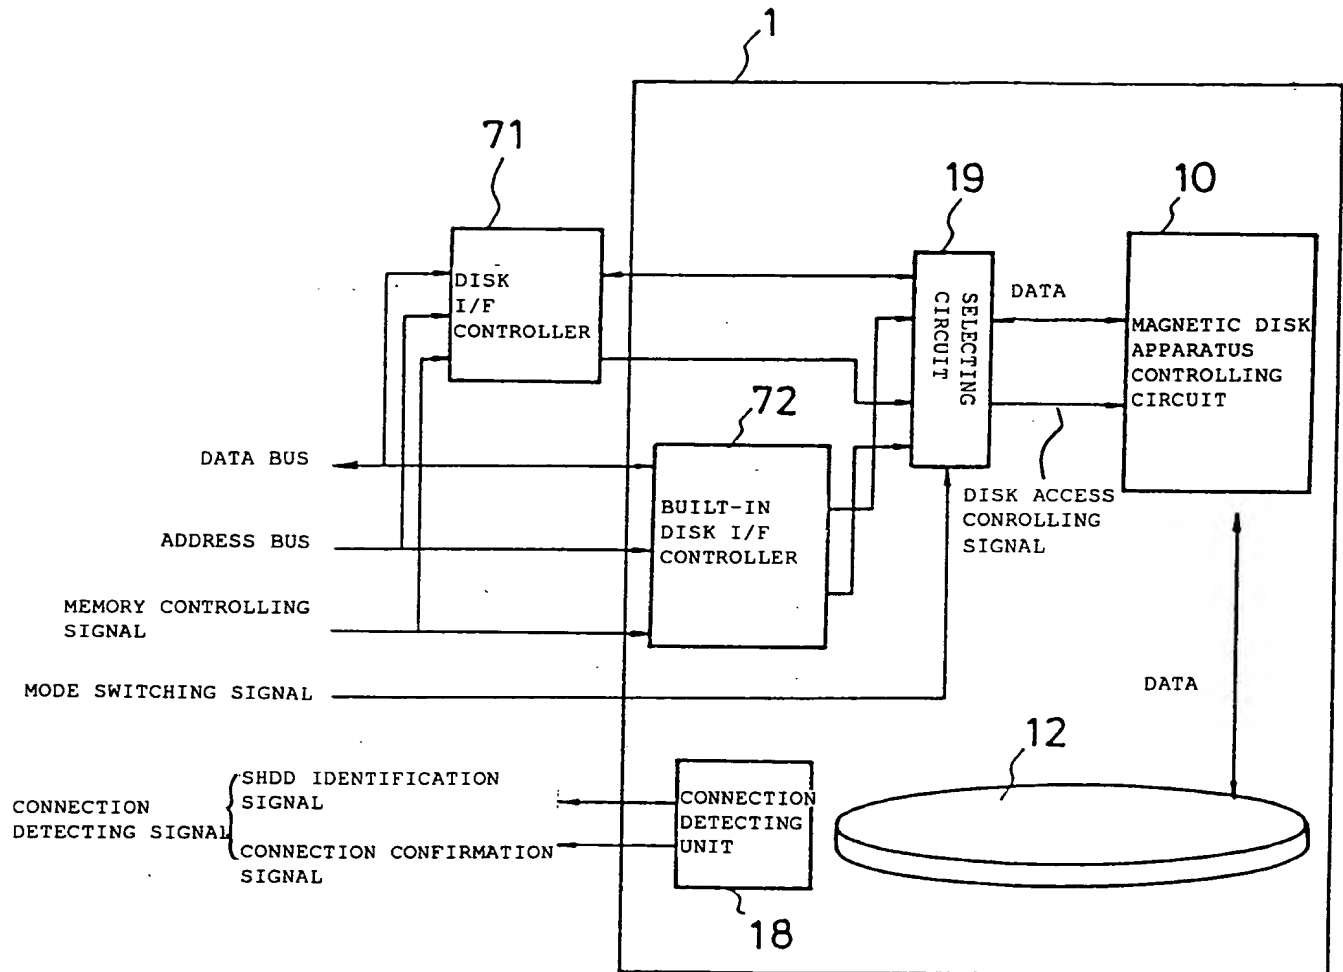 1
71
19
10
DISK
I/F
CONTROLLER
SELECTING
CIRCUIT
DATA
MAGNETIC DISK
APPARATUS
CONTROLLING
CIRCUIT
72
DATA BUS
BUILT-IN
DISK I/F
CONTROLLER
DISK ACCESS
CONROLLING
SIGNAL
ADDRESS BUS
MEMORY CONTROLLING
SIGNAL
MODE SWITCHING SIGNAL
DATA
12
SHDD IDENTIFICATION
SIGNAL
CONNECTION
DETECTING SIGNAL
CONNECTION CONFIRMATION
SIGNAL
CONNECTION
DETECTING
UNIT
18